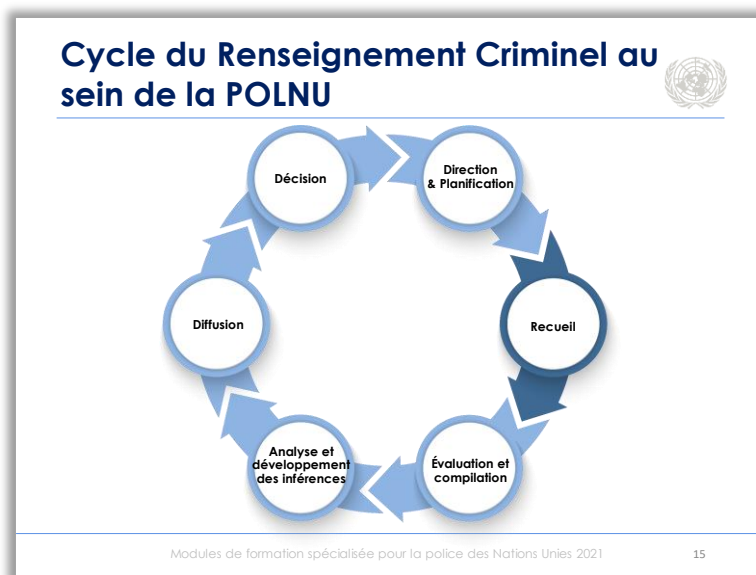 Cycle du Renseignement Criminel au
sein de la POLNU
Décision
Direction
& Planification
Recueil
Évaluation et
compilation
Analyse et
développement
des inférences
Diffusion
Modules de formation spécialisée pour la police des Nations Unies 2021
15